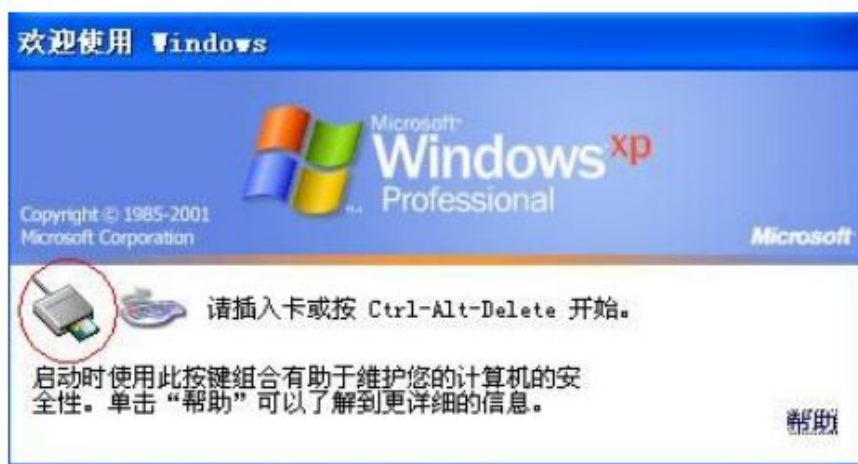 欢迎使用 Windows
Microsoft
Windows xp
Professional
Copyright © 1985-2001
Microsoft Corporation
Microsoft
请插入卡或按 Ctrl-Alt-Delete 开始。
启动时使用此按键组合有助于维护您的计算机的安
全性。单击“帮助”可以了解到更详细的信息。
帮助